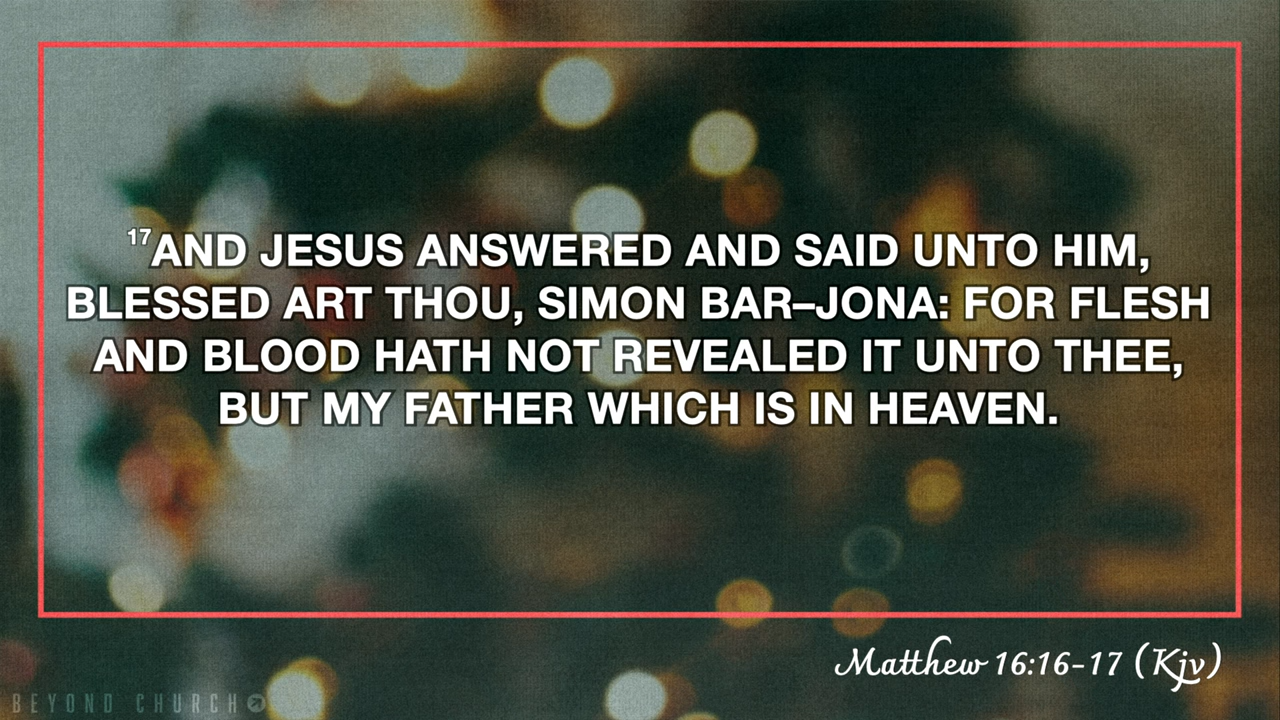 ¹⁷AND JESUS ANSWERED AND SAID UNTO HIM,
BLESSED ART THOU, SIMON BAR–JONA: FOR FLESH
AND BLOOD HATH NOT REVEALED IT UNTO THEE,
BUT MY FATHER WHICH IS IN HEAVEN.
Matthew 16:16-17 (Kjv)
BEYOND CHURCH